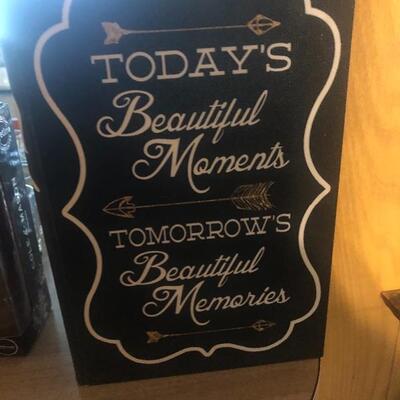 TODAY'S
Beautiful
Moments
TOMORROW'S
Beautiful
Memories